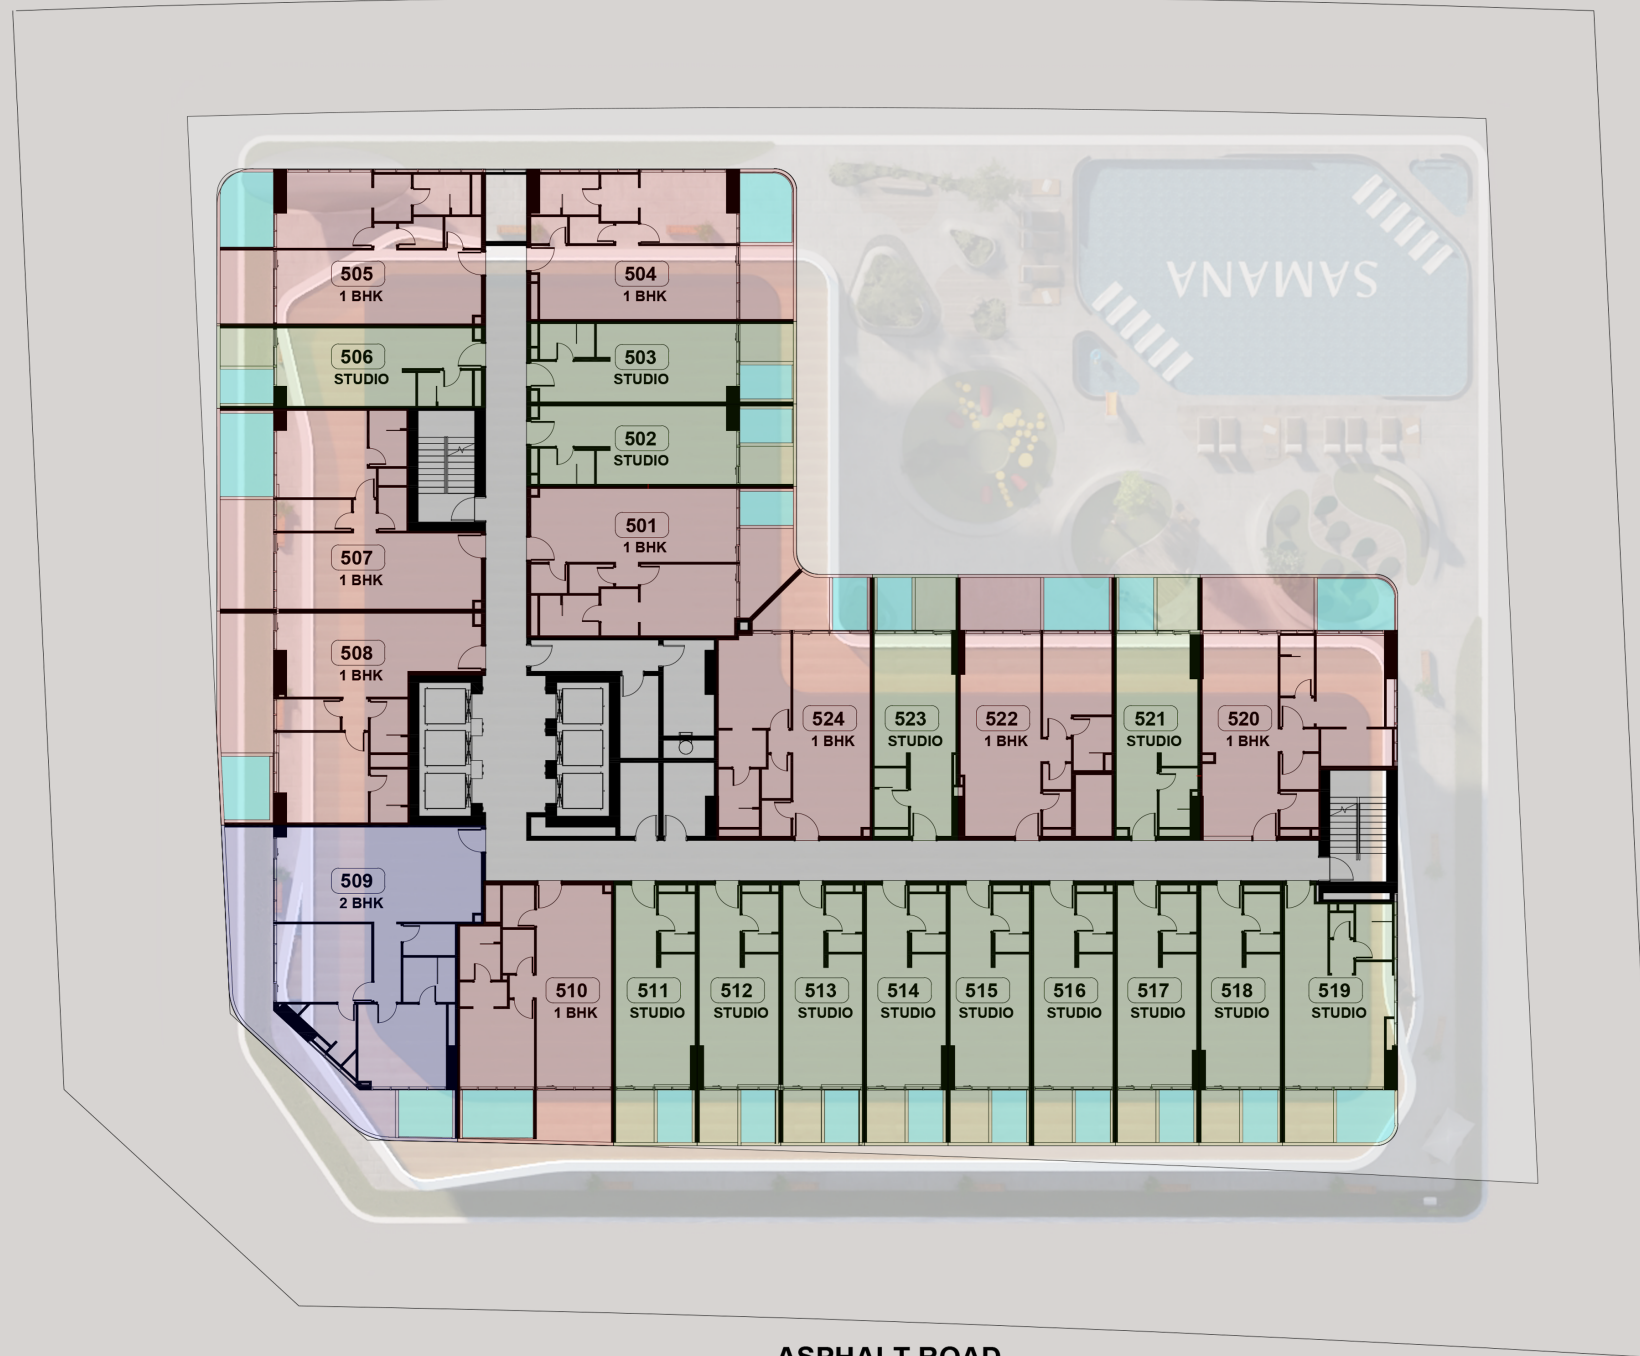 SAMANA
505
1 BHK
504
1 BHK
506
STUDIO
503
STUDIO
502
STUDIO
501
1 BHK
507
1 BHK
508
1 BHK
524
1 BHK
523
STUDIO
522
1 BHK
521
STUDIO
520
1 BHK
509
2 BHK
510
1 BHK
511
STUDIO
512
STUDIO
513
STUDIO
514
STUDIO
515
STUDIO
516
STUDIO
517
STUDIO
518
STUDIO
519
STUDIO
ASPHALT ROAD